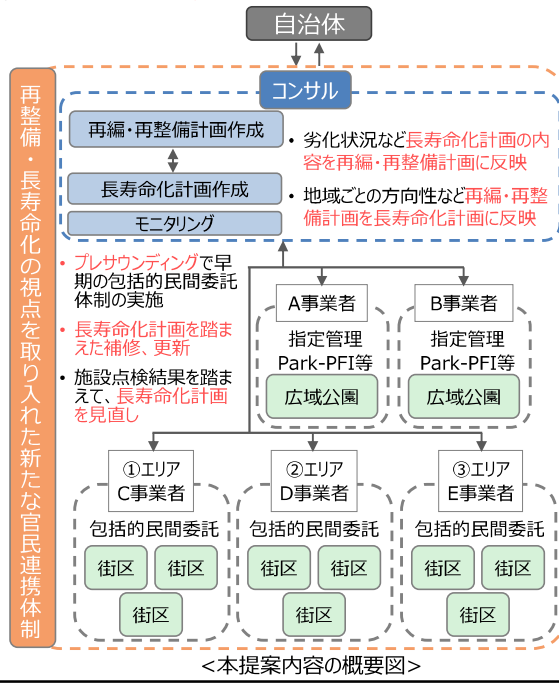 自治体
再整備・長寿命化の視点を取り入れた新たな官民連携体制
コンサル
再編・再整備計画作成
長寿命化計画作成
モニタリング
• 劣化状況など長寿命化計画の内
容を再編・再整備計画に反映
• 地域ごとの方向性など再編・再整
備計画を長寿命化計画に反映
• プレサウンディングで早
期の包括的民間委託
体制の実施
• 長寿命化計画を踏ま
えた補修、更新
• 施設点検結果を踏ま
えて、長寿命化計画
を見直し
A事業者
指定管理
Park-PFI等
広域公園
B事業者
指定管理
Park-PFI等
広域公園
①エリア
C事業者
包括的民間委託
街区
街区
街区
②エリア
D事業者
包括的民間委託
街区
街区
街区
③エリア
E事業者
包括的民間委託
街区
街区
街区
<本提案内容の概要図>